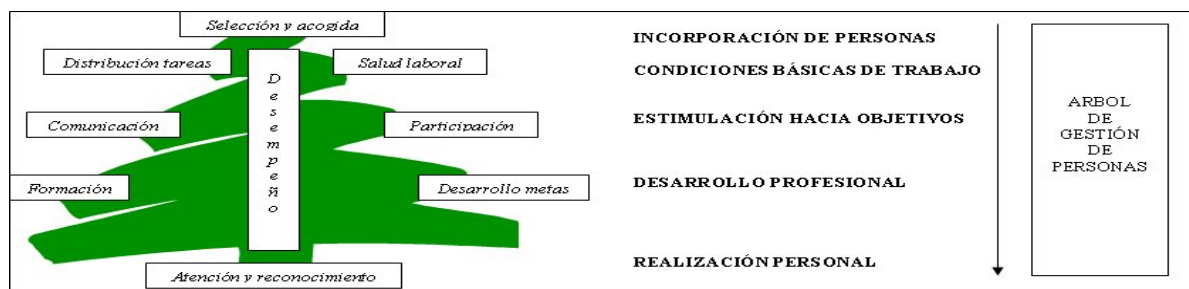 Selección y acogida
Distribución tareas
Salud laboral
Desempeño
Comunicación
Participación
Formación
Desarrollo metas
Atención y reconocimiento
INCORPORACIÓN DE PERSONAS
CONDICIONES BÁSICAS DE TRABAJO
ESTIMULACIÓN HACIA OBJETIVOS
DESARROLLO PROFESIONAL
REALIZACIÓN PERSONAL
ARBOL
DE
GESTIÓN
DE
PERSONAS